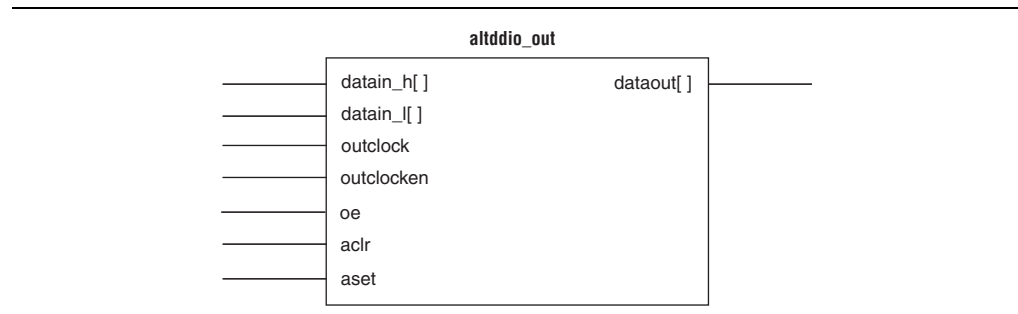 altddio_out
datain_h[ ] dataout[ ]
datain_l[ ]
outclock
outclocken
oe
aclr
aset